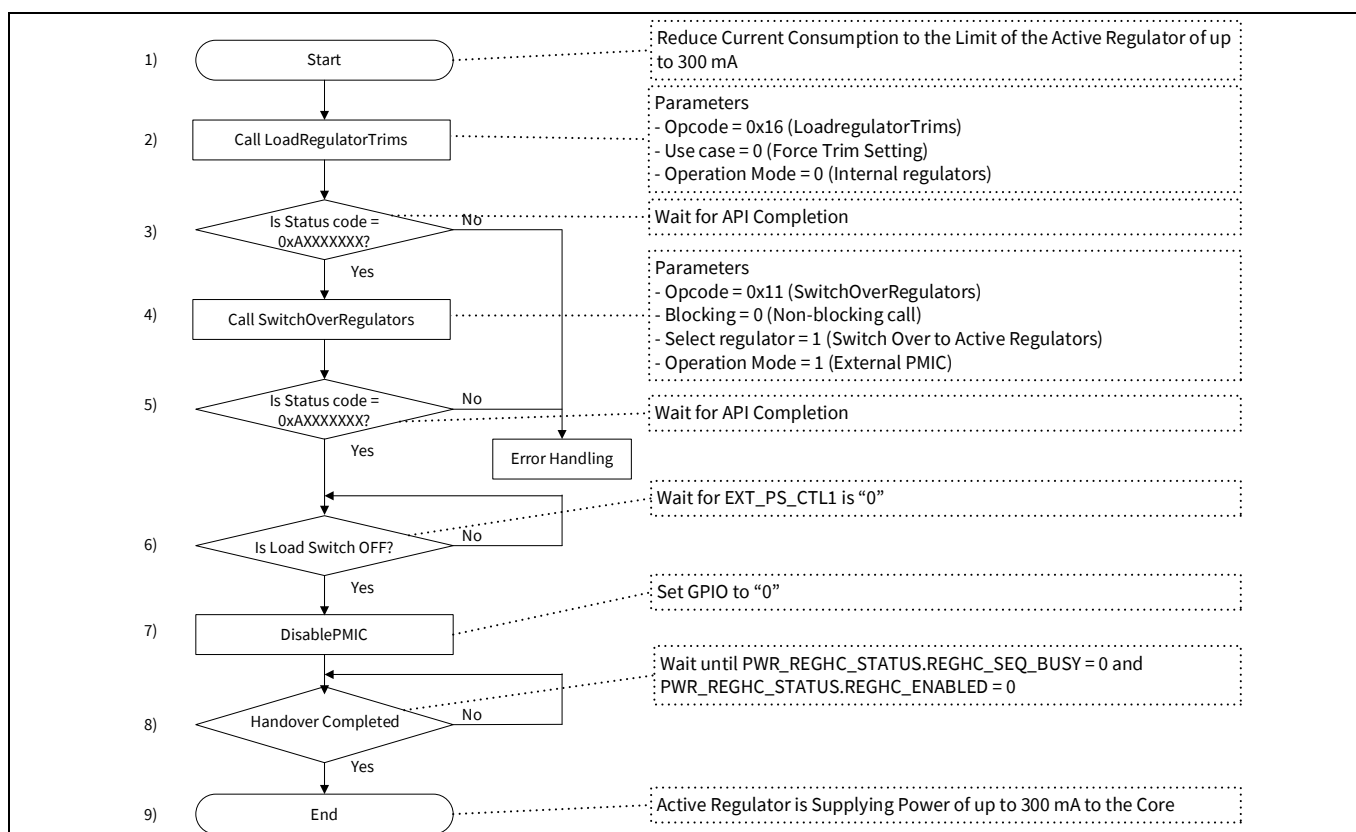 1)
Start
Reduce Current Consumption to the Limit of the Active Regulator of up
to 300 mA
2)
Call LoadRegulatorTrims
Parameters
- Opcode = 0x16 (LoadregulatorTrims)
- Use case = 0 (Force Trim Setting)
- Operation Mode = 0 (Internal regulators)
3)
Is Status code =
0xAXXXXXXX?
No
Yes
Wait for API Completion
4)
Call SwitchOverRegulators
Parameters
- Opcode = 0x11 (SwitchOverRegulators)
- Blocking = 0 (Non-blocking call)
- Select regulator = 1 (Switch Over to Active Regulators)
- Operation Mode = 1 (External PMIC)
5)
Is Status code =
0xAXXXXXXX?
No
Yes
Wait for API Completion
Error Handling
6)
Is Load Switch OFF?
No
Yes
Wait for EXT_PS_CTL1 is “0”
7)
DisablePMIC
Set GPIO to “0”
8)
Handover Completed
No
Yes
Wait until PWR_REGHC_STATUS.REGHC_SEQ_BUSY = 0 and
PWR_REGHC_STATUS.REGHC_ENABLED = 0
9)
End
Active Regulator is Supplying Power of up to 300 mA to the Core